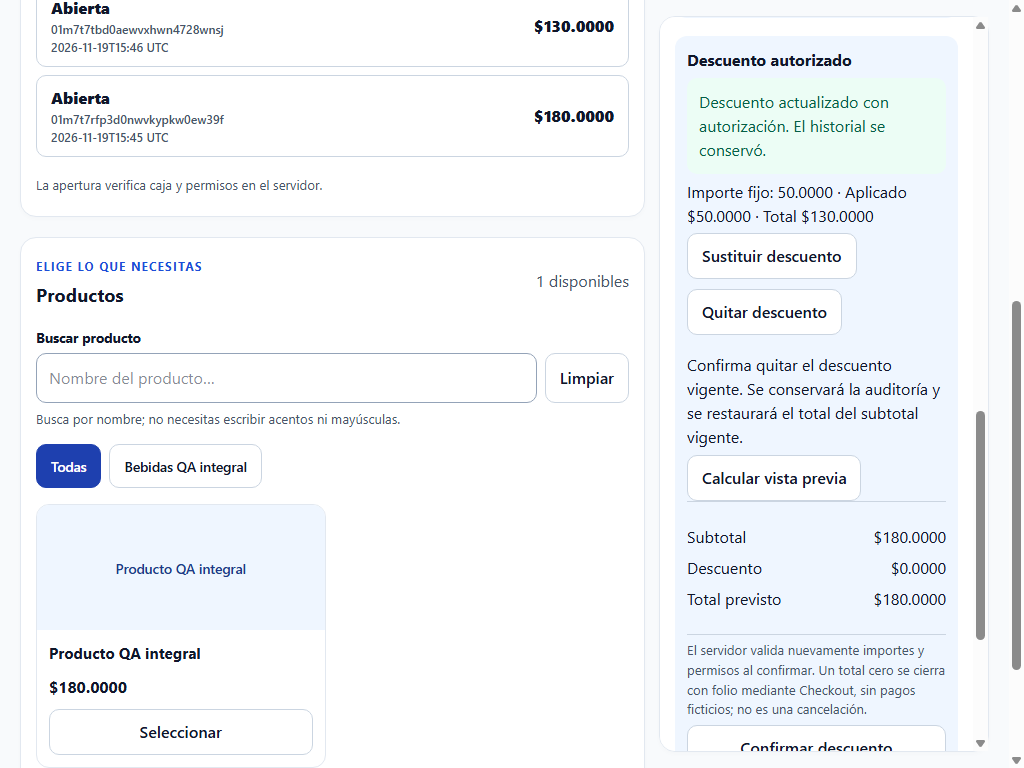 Abierta
01m7t7tbd0aewvxhwn4728wnsj
2026-11-19T15:46 UTC
$130.0000
Abierta
01m7t7rfp3d0nwvkypkw0ew39f
2026-11-19T15:45 UTC
$180.0000
La apertura verifica caja y permisos en el servidor.
ELIGE LO QUE NECESITAS
Productos
1 disponibles
Buscar producto
Nombre del producto...
Limpiar
Busca por nombre; no necesitas escribir acentos ni mayúsculas.
Todas
Bebidas QA integral
Producto QA integral
Producto QA integral
$180.0000
Seleccionar
Descuento autorizado
Descuento actualizado con
autorización. El historial se
conservó.
Importe fijo: 50.0000 · Aplicado
$50.0000 · Total $130.0000
Sustituir descuento
Quitar descuento
Confirma quitar el descuento
vigente. Se conservará la auditoría y
se restaurará el total del subtotal
vigente.
Calcular vista previa
Subtotal $180.0000
Descuento $0.0000
Total previsto $180.0000
El servidor valida nuevamente importes y
permisos al confirmar. Un total cero se cierra
con folio mediante Checkout, sin pagos
ficticios; no es una cancelación.
Confirmar descuento